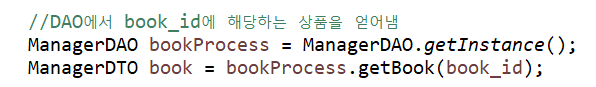 //DAO에서 book_id에 해당하는 상품을 얻어냄
ManagerDAO bookProcess = ManagerDAO.getInstance();
ManagerDTO book = bookProcess.getBook(book_id);